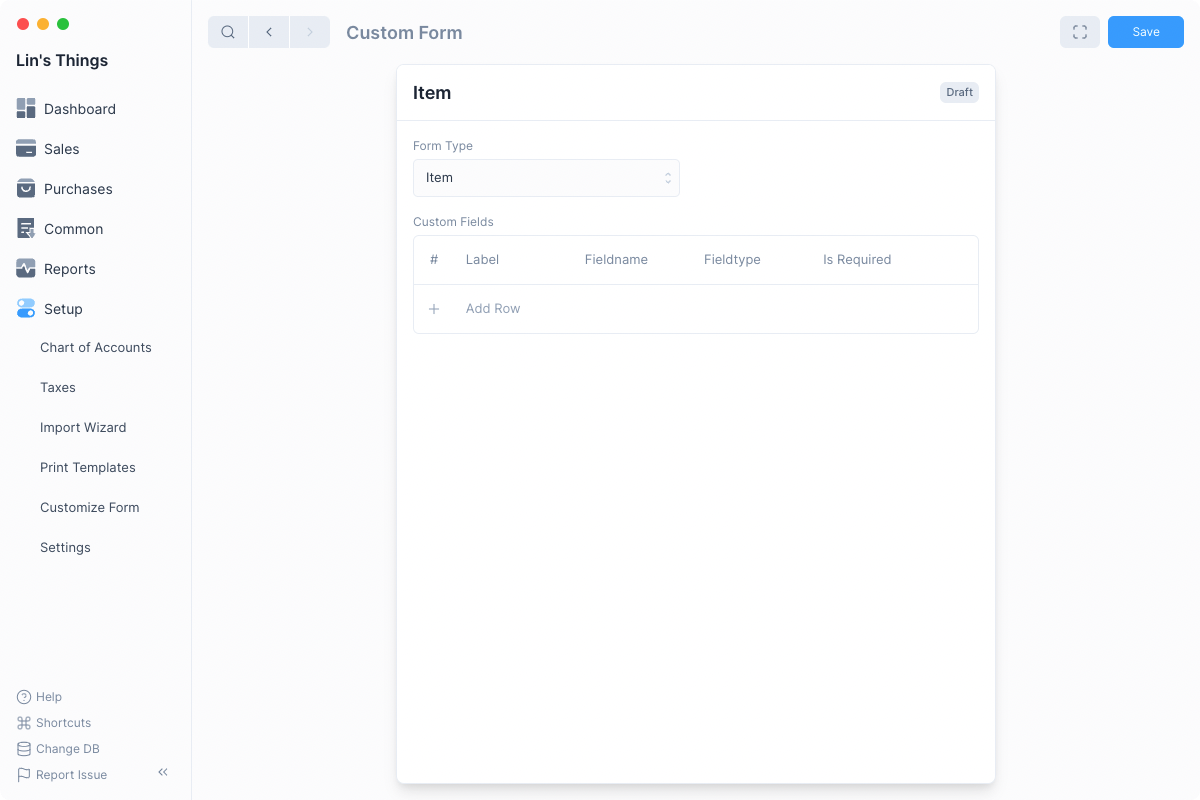 Lin's Things
Dashboard
Sales
Purchases
Common
Reports
Setup
Chart of Accounts
Taxes
Import Wizard
Print Templates
Customize Form
Settings
Help
Shortcuts
Change DB
Report Issue
Custom Form
Save
Item
Draft
Form Type
Item
Custom Fields
# Label Fieldname Fieldtype Is Required
+ Add Row